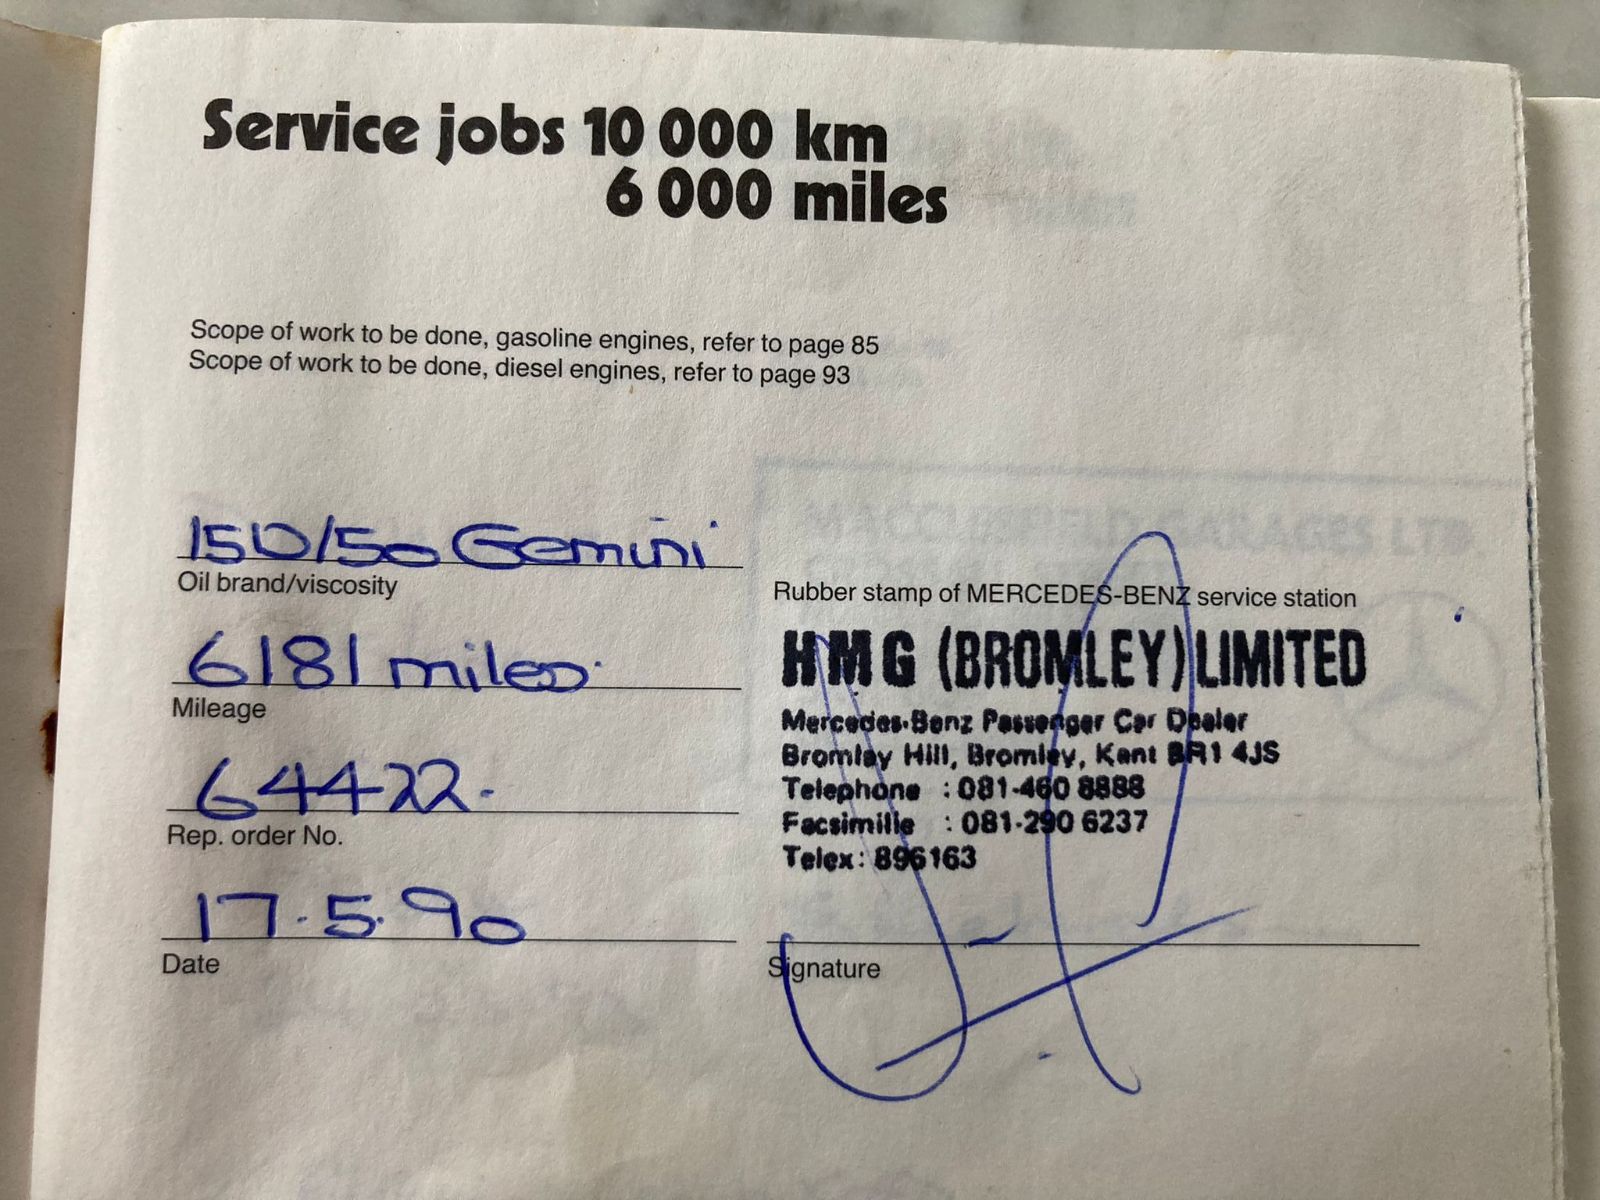 Service jobs 10 000 km
6 000 miles
Scope of work to be done, gasoline engines, refer to page 85
Scope of work to be done, diesel engines, refer to page 93
Gemini
Oil brand/viscosity
6181 miles
Mileage
64422.
Rep. order No.
17.5.90
Date
Rubber stamp of MERCEDES-BENZ service station
HMG (BROMLEY) LIMITED
Mercedes-Benz Passenger Car Dealer
Bromley Hill, Bromley, Kent BR1 4JS
Telephone : 081-460 8888
Facsimilie : 081-290 6237
Telex: 896163
Signature